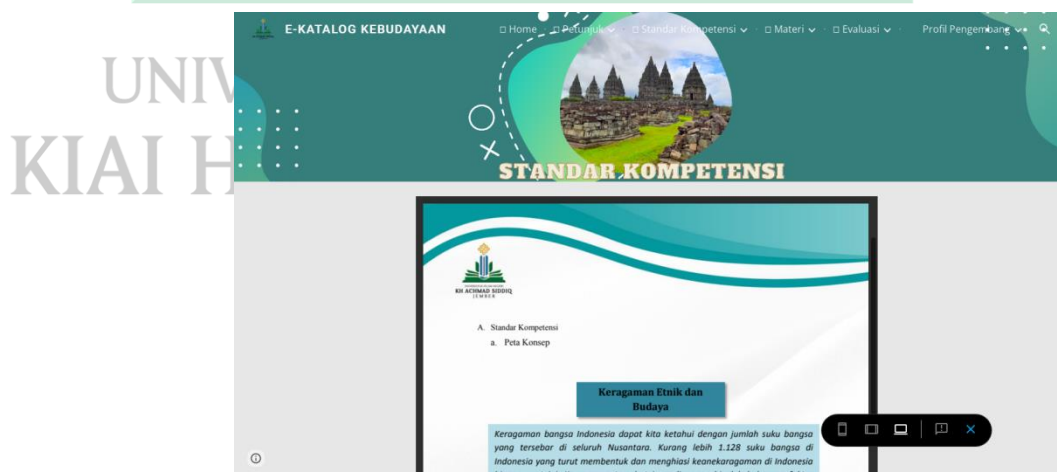 UNIV
KIAI H
E-KATALOG KEBUDAYAAN
Home Petunjuk Standar Kompetensi Materi Evaluasi Profil Pengembang
STANDAR KOMPETENSI
KH ACHMAD SIDDIQ
JEMBER
A. Standar Kompetensi
a. Peta Konsep
Keragaman Etnik dan
Budaya
Keragaman bangsa Indonesia dapat kita ketahui dengan jumlah suku bangsa
yang tersebar di seluruh Nusantara. Kurang lebih 1.128 suku bangsa di
Indonesia yang turut membentuk dan menghiasi keanekaragaman di Indonesia